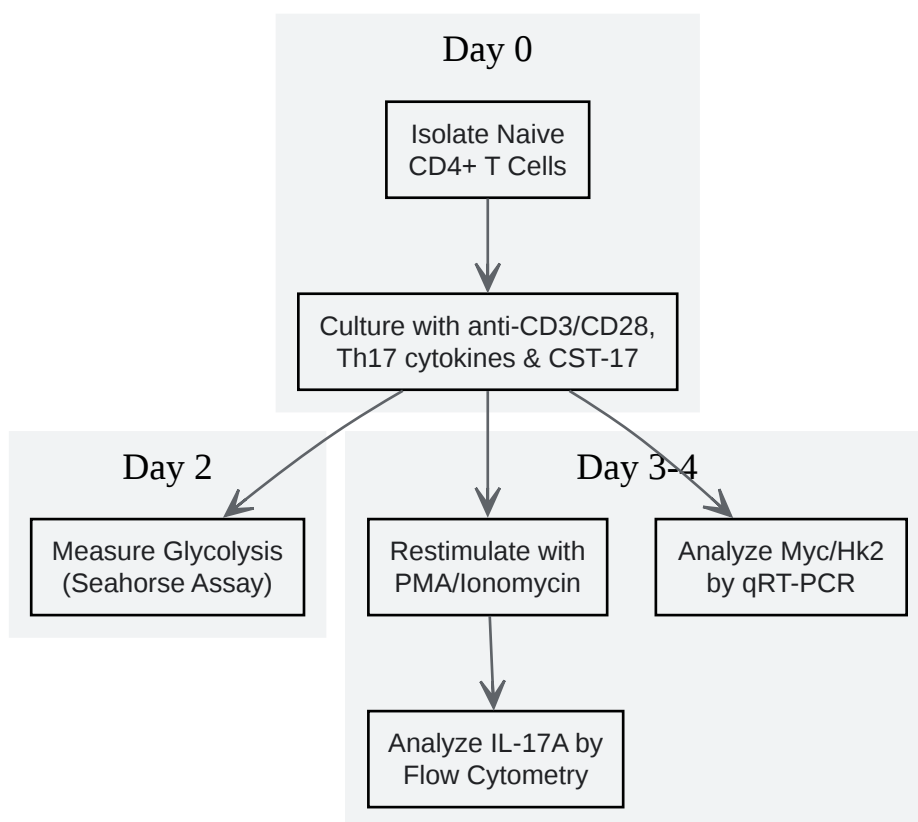 Day 0
Isolate Naive
CD4+ T Cells
Culture with anti-CD3/CD28,
Th17 cytokines & CST-17
Day 2
Measure Glycolysis
(Seahorse Assay)
Day 3-4
Restimulate with
PMA/Ionomycin
Analyze Myc/Hk2
by qRT-PCR
Analyze IL-17A by
Flow Cytometry